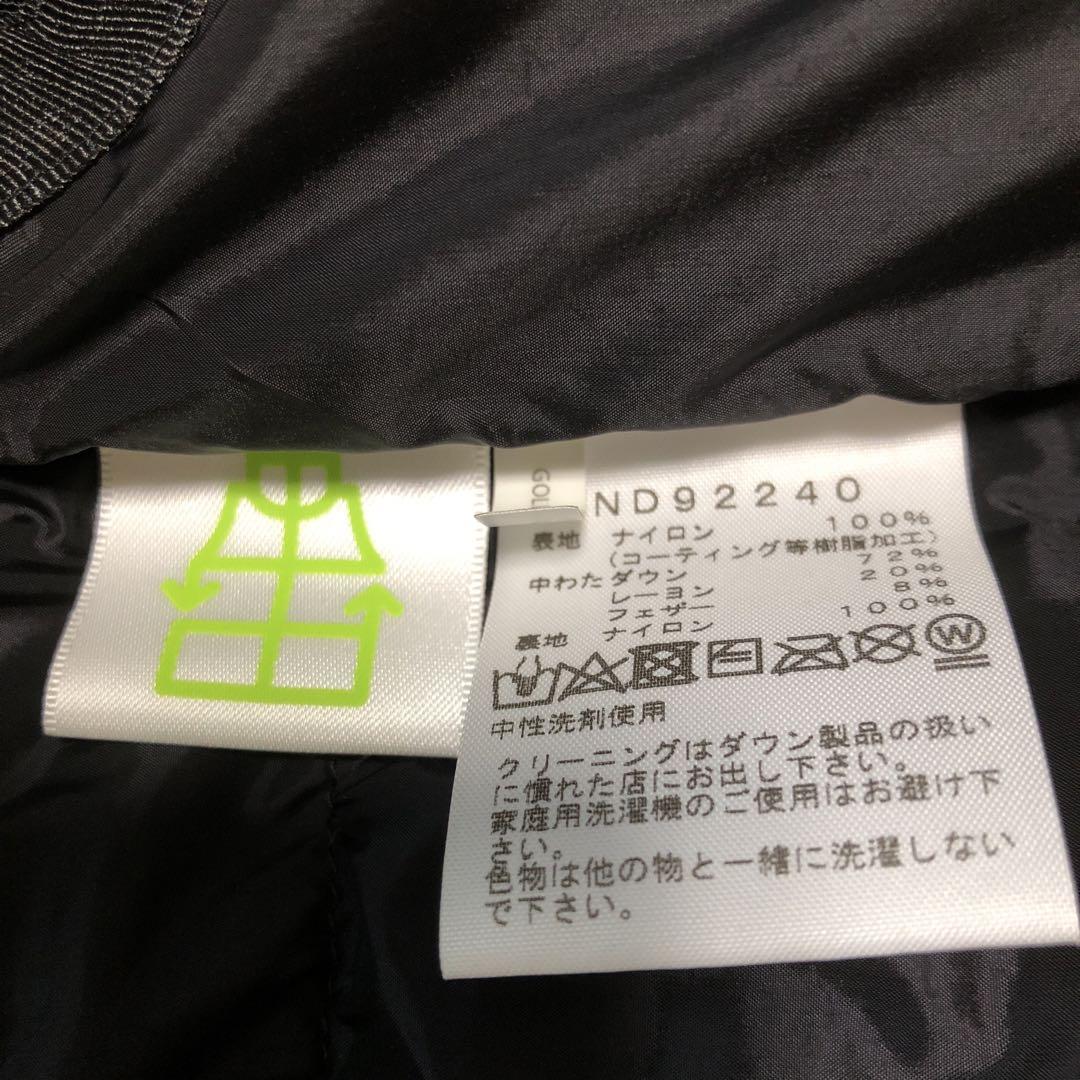 GOL
ND92240
表地 ナイロン 100%
(コーティング等樹脂加工)
中わた ダウン 72%
レーヨン 20%
フェザー 8%
裏地 ナイロン 100%
W
中性洗剤使用
クリーニングはダウン製品の扱い
に慣れた店にお出し下さい。
家庭用洗濯機のご使用はお避け下
さい。
色物は他の物と一緒に洗濯しない
で下さい。